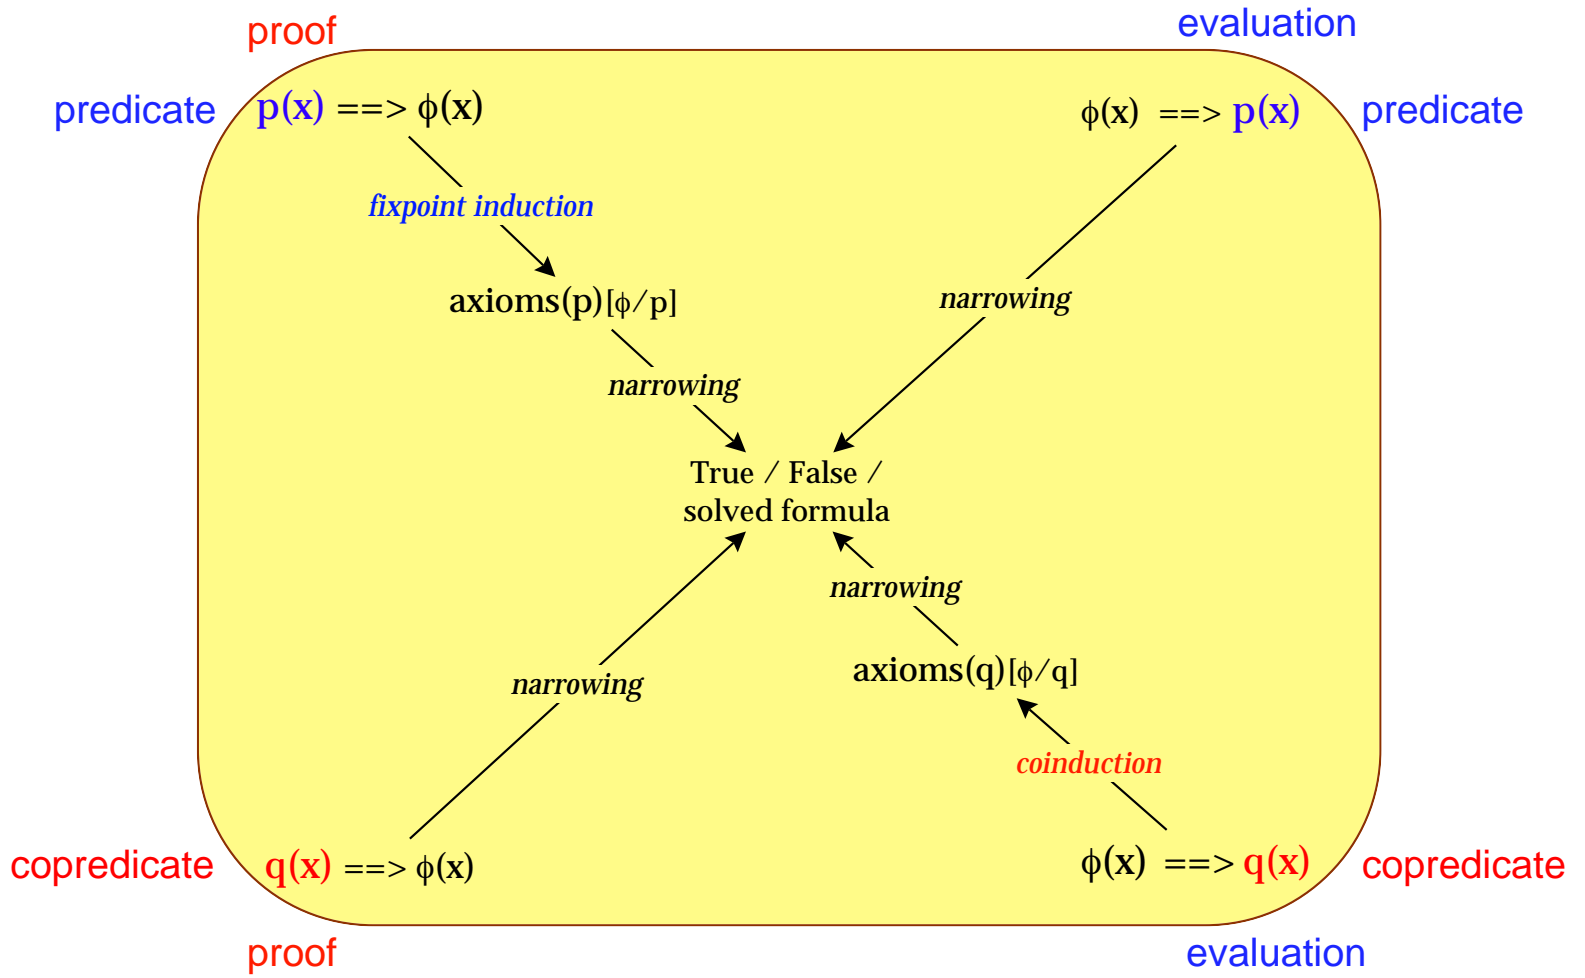 proof
evaluation
predicate
p(x) ==> ϕ(x)
ϕ(x) ==> p(x)
predicate
fixpoint induction
axioms(p)[ϕ/p]
narrowing
narrowing
True / False /
solved formula
narrowing
axioms(q)[ϕ/q]
narrowing
coinduction
copredicate
q(x) ==> ϕ(x)
ϕ(x) ==> q(x)
copredicate
proof
evaluation